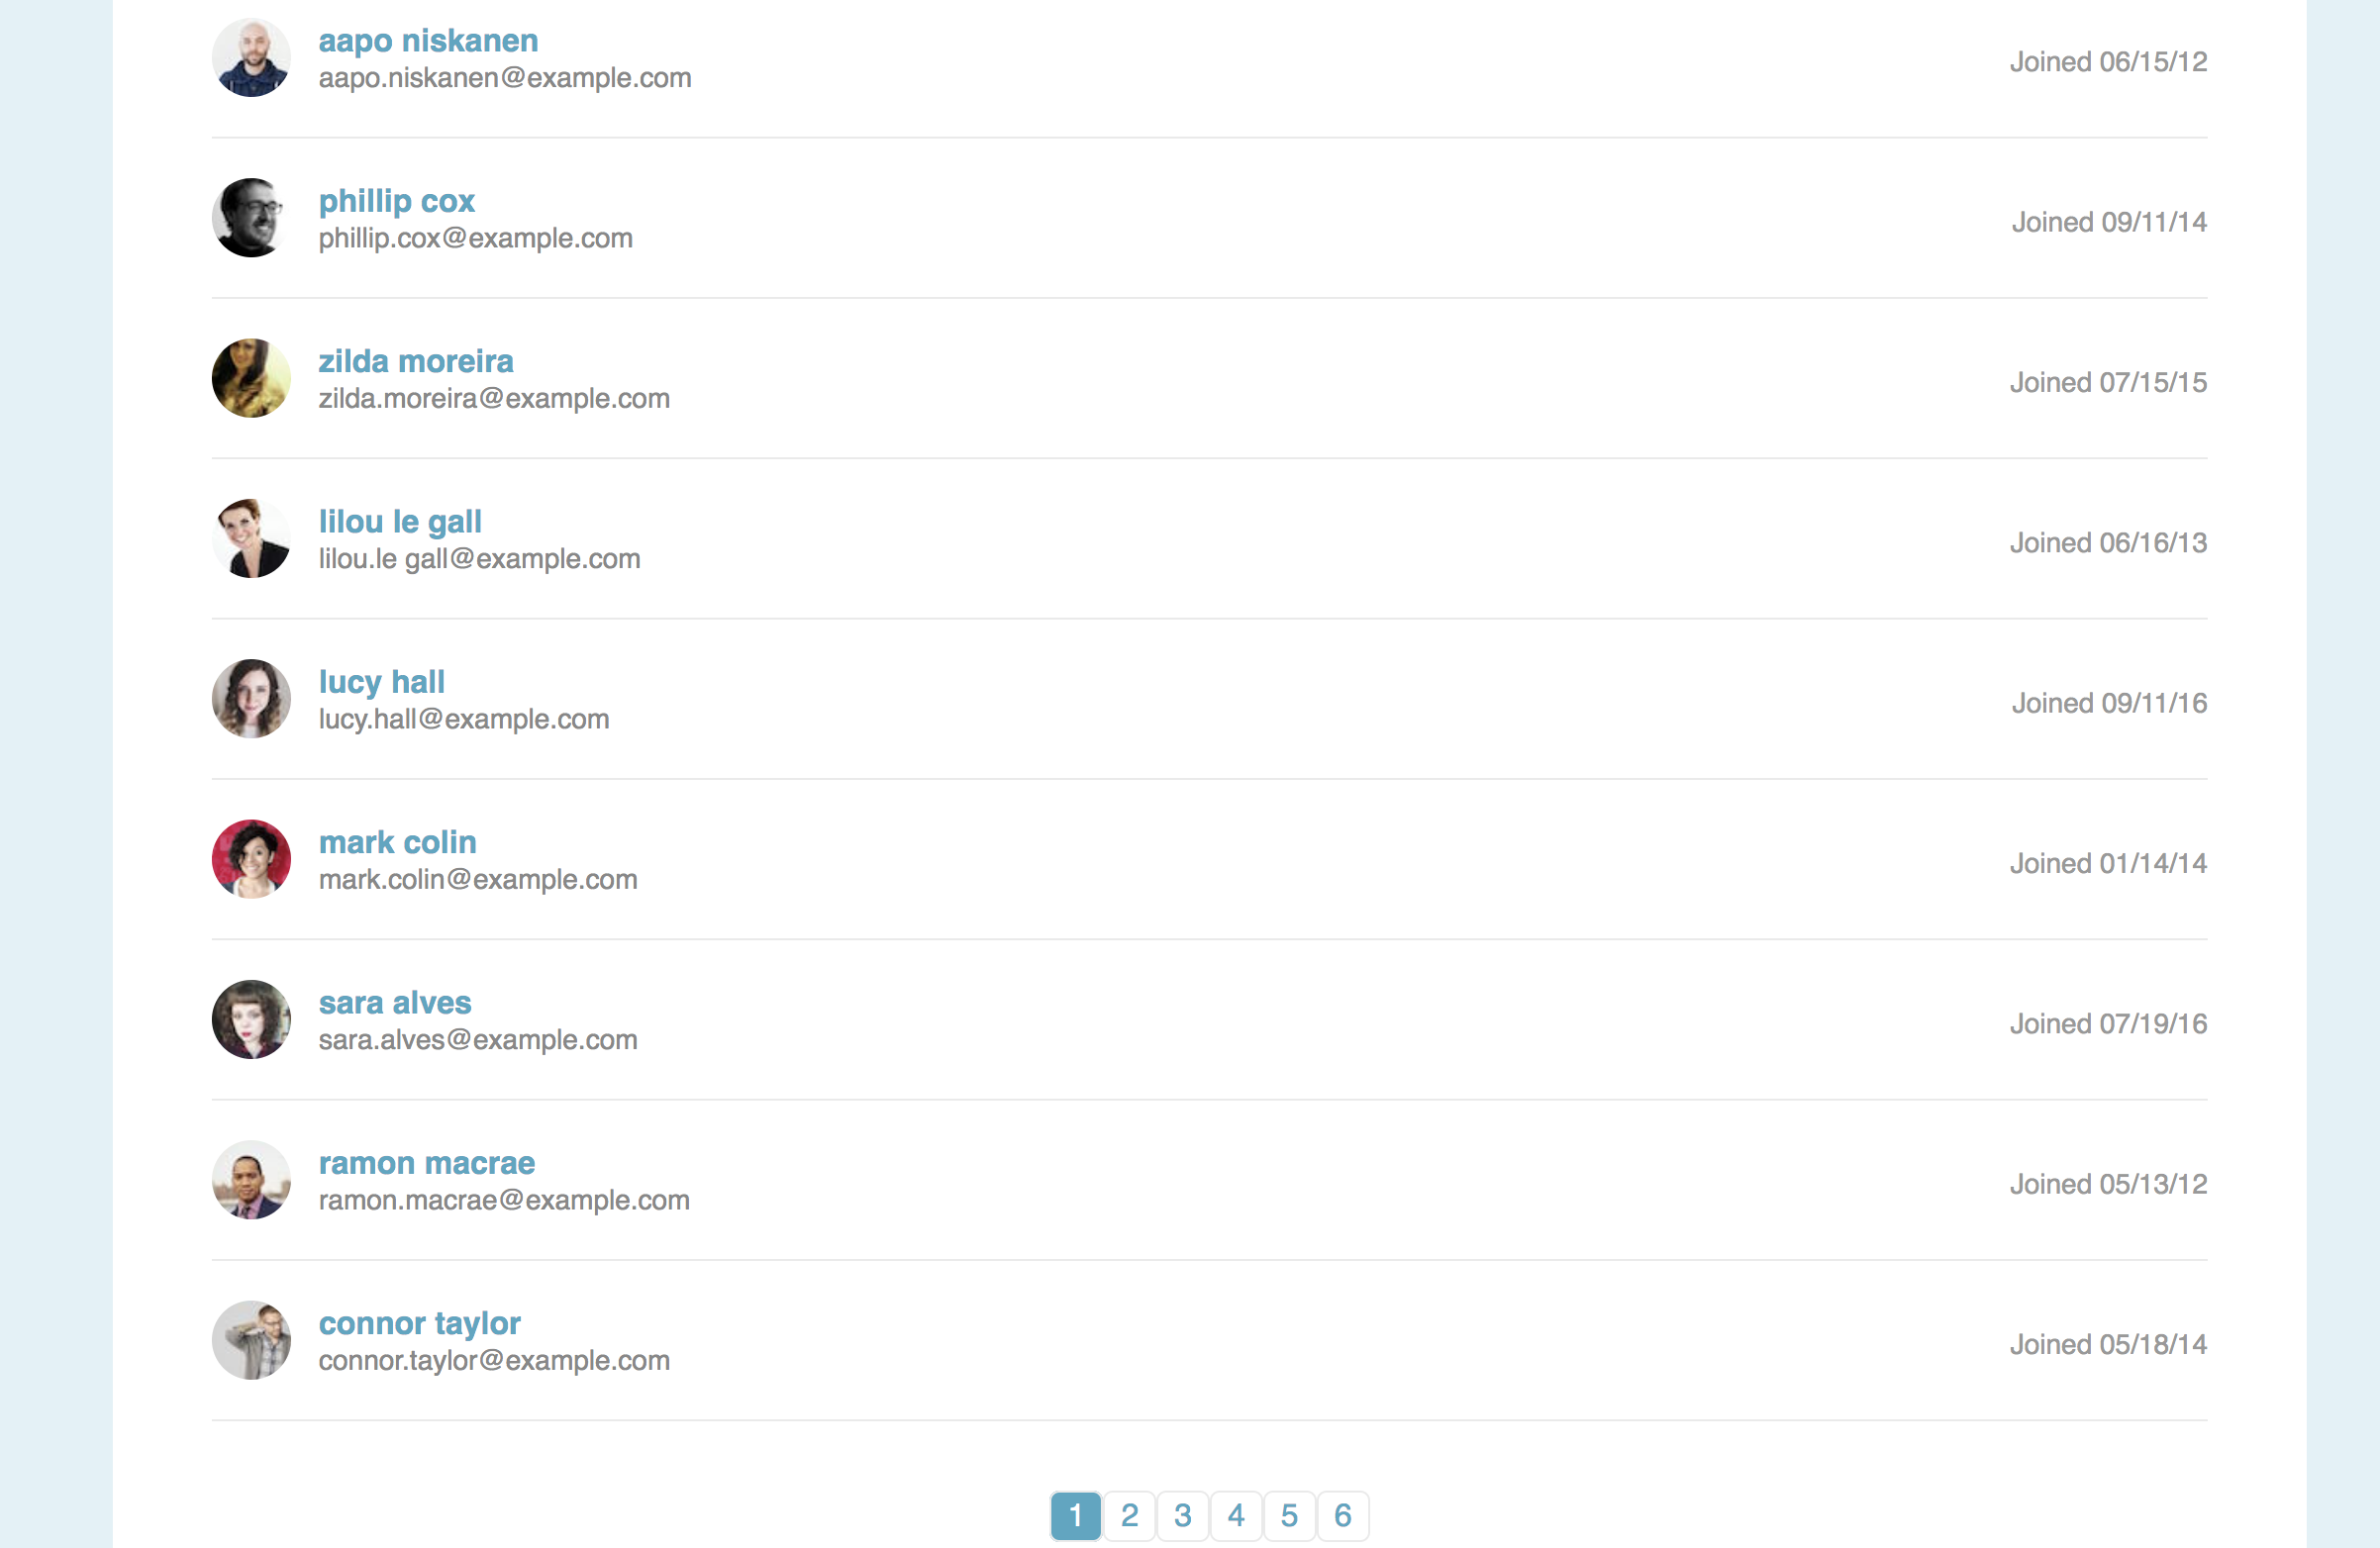 aapo niskanen
aapo.niskanen@example.com
Joined 06/15/12
phillip cox
phillip.cox@example.com
Joined 09/11/14
zilda moreira
zilda.moreira@example.com
Joined 07/15/15
lilou le gall
lilou.le gall@example.com
Joined 06/16/13
lucy hall
lucy.hall@example.com
Joined 09/11/16
mark colin
mark.colin@example.com
Joined 01/14/14
sara alves
sara.alves@example.com
Joined 07/19/16
ramon macrae
ramon.macrae@example.com
Joined 05/13/12
connor taylor
connor.taylor@example.com
Joined 05/18/14
1 2 3 4 5 6